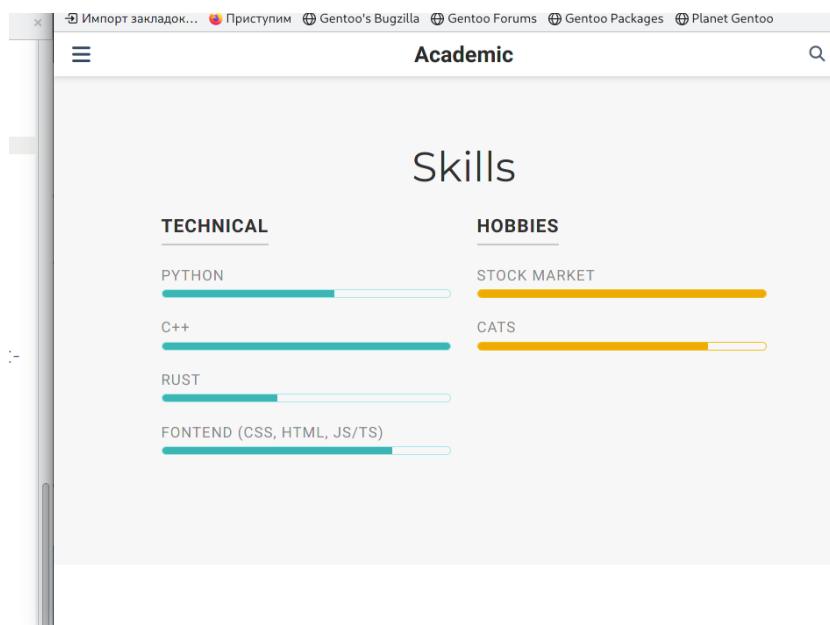 × Импорт закладок... Приступим Gentoo's Bugzilla Gentoo Forums Gentoo Packages Planet Gentoo
Academic
Skills
TECHNICAL
HOBBIES
PYTHON
STOCK MARKET
C++
CATS
RUST
FONTEND (CSS, HTML, JS/TS)